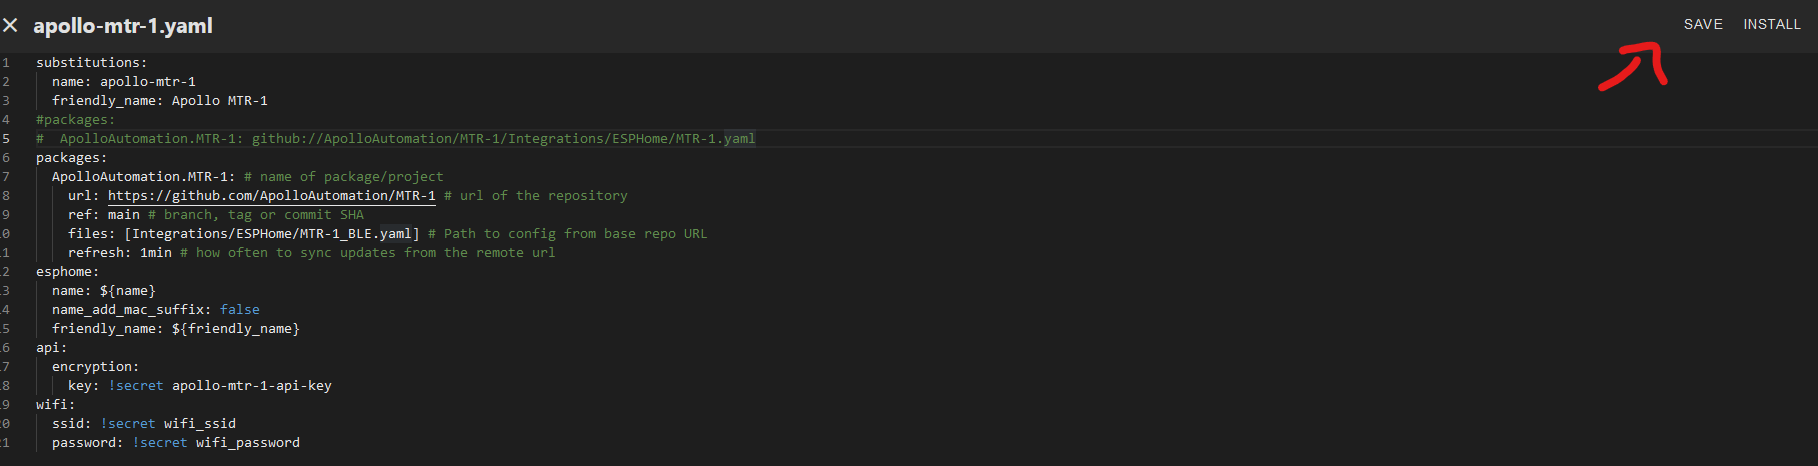 ✕ apollo-mtr-1.yaml SAVE INSTALL
1 substitutions:
2 name: apollo-mtr-1
3 friendly_name: Apollo MTR-1
4 #packages:
5 # ApolloAutomation.MTR-1: github://ApolloAutomation/MTR-1/Integrations/ESPHome/MTR-1.yaml
6 packages:
7 ApolloAutomation.MTR-1: # name of package/project
8 url: https://github.com/ApolloAutomation/MTR-1 # url of the repository
9 ref: main # branch, tag or commit SHA
0 files: [Integrations/ESPHome/MTR-1_BLE.yaml] # Path to config from base repo URL
1 refresh: 1min # how often to sync updates from the remote url
2 esphome:
3 name: ${name}
4 name_add_mac_suffix: false
5 friendly_name: ${friendly_name}
6 api:
7 encryption:
8 key: !secret apollo-mtr-1-api-key
9 wifi:
0 ssid: !secret wifi_ssid
1 password: !secret wifi_password